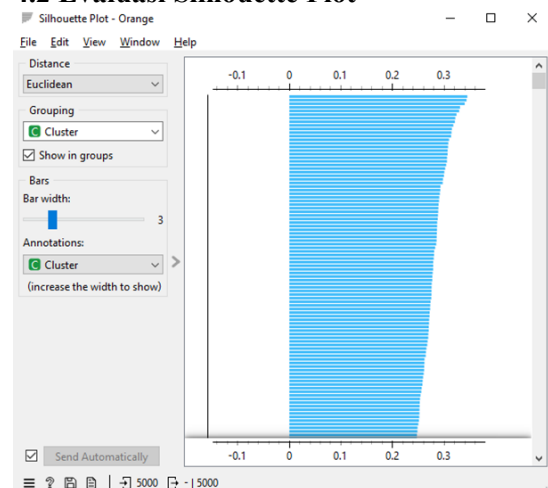 4.2 Evaluasi Silhouette Plot
Silhouette Plot - Orange
File Edit View Window Help
Distance
Euclidean
Grouping
C Cluster
Show in groups
Bars
Bar width:
3
Annotations:
C Cluster
(increase the width to show)
Send Automatically
5000 - | 5000
-0.1 0 0.1 0.2 0.3
-0.1 0 0.1 0.2 0.3